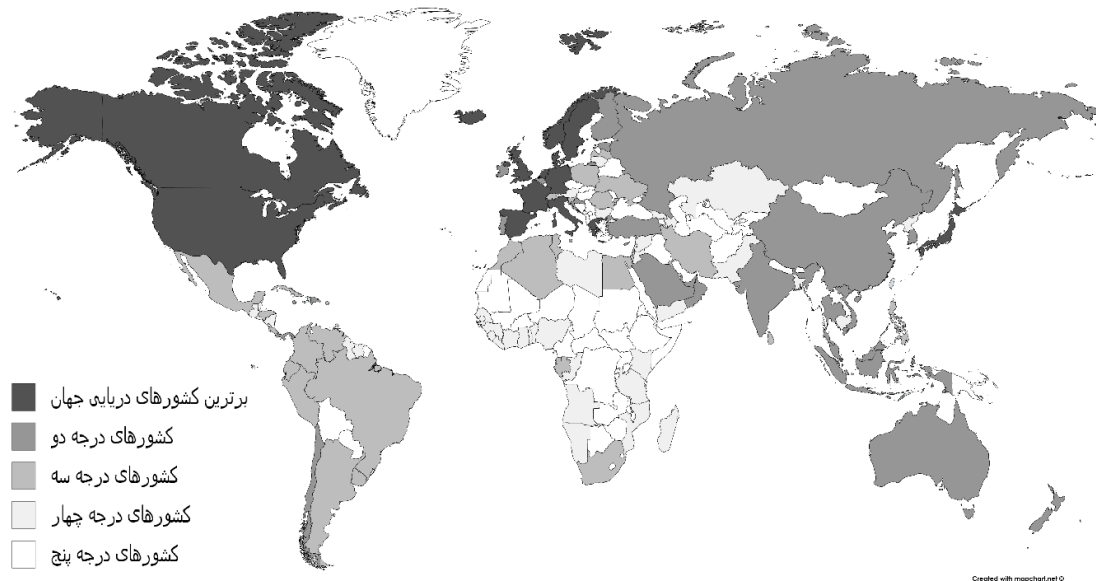 برترین کشورهای دریایی جهان
کشورهای درجه دو
کشورهای درجه سه
کشورهای درجه چهار
کشورهای درجه پنج
Created with mapchart.net ©